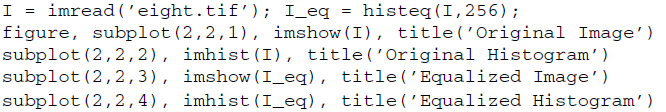 I = imread(’eight.tif’); I_eq = histeq(I,256);
figure, subplot(2,2,1), imshow(I), title(’Original Image’)
subplot(2,2,2), imhist(I), title(’Original Histogram’)
subplot(2,2,3), imshow(I_eq), title(’Equalized Image’)
subplot(2,2,4), imhist(I_eq), title(’Equalized Histogram’)